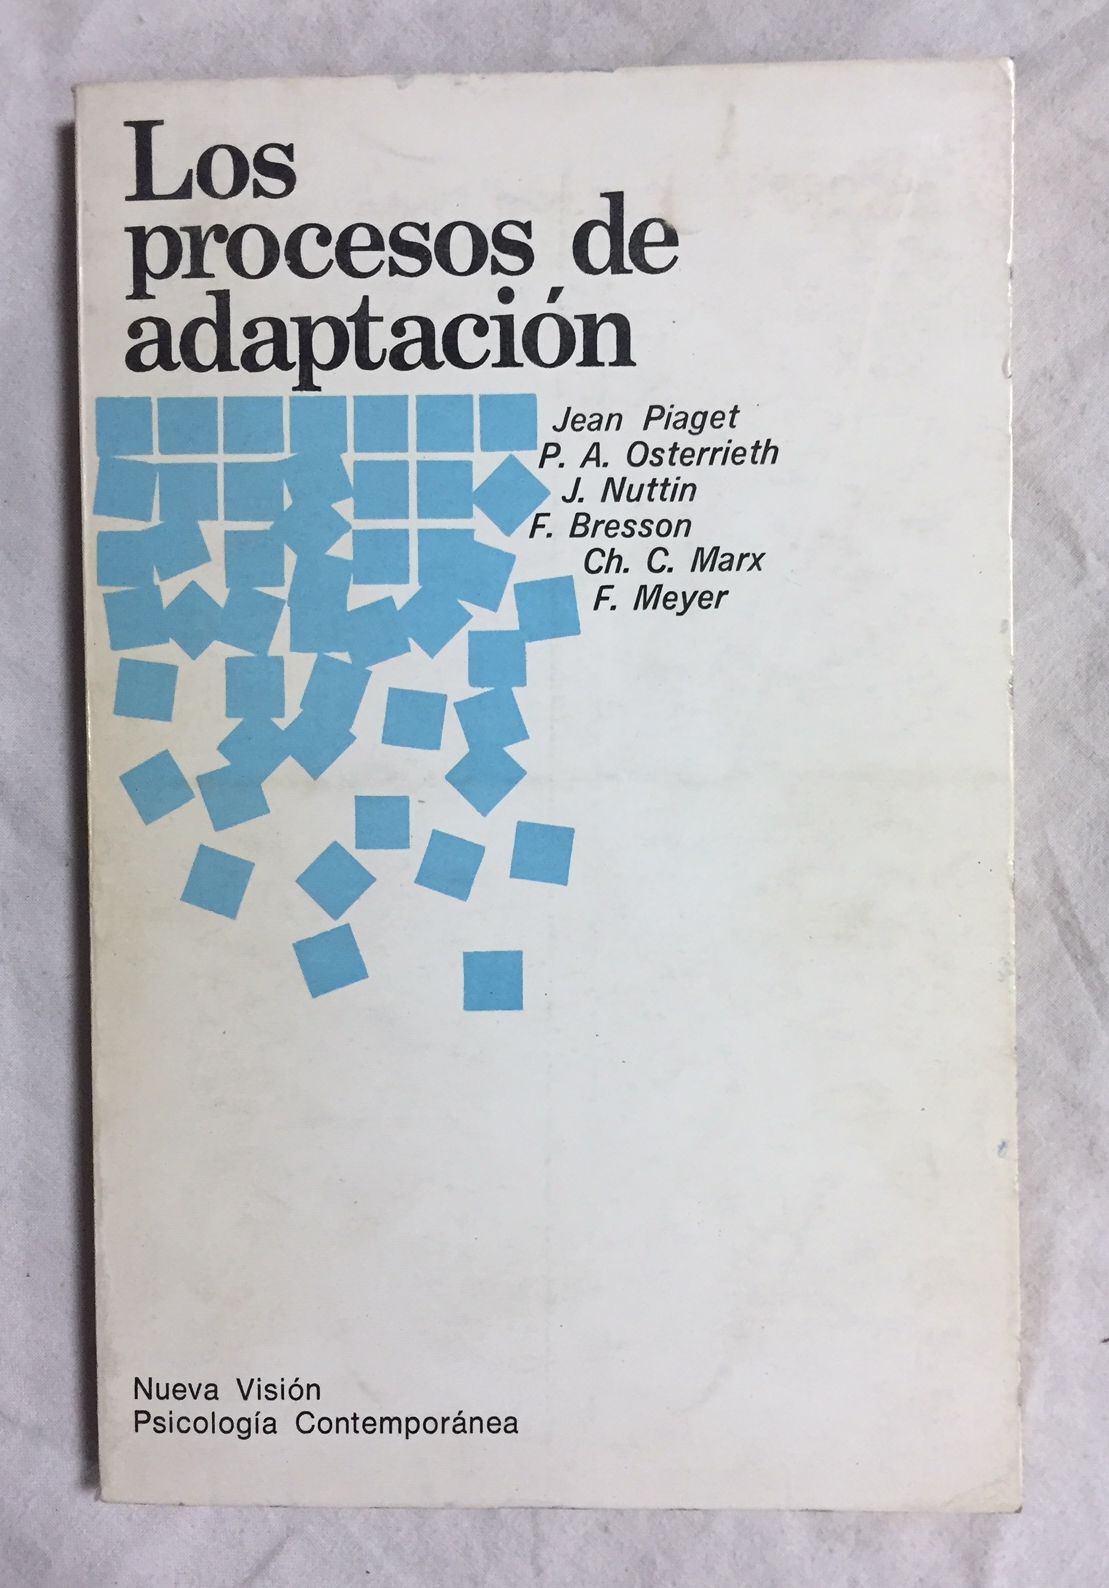 Los
procesos de
adaptación
Jean Piaget
P. A. Osterrieth
J. Nuttin
F. Bresson
Ch. C. Marx
F. Meyer
Nueva Visión
Psicología Contemporánea